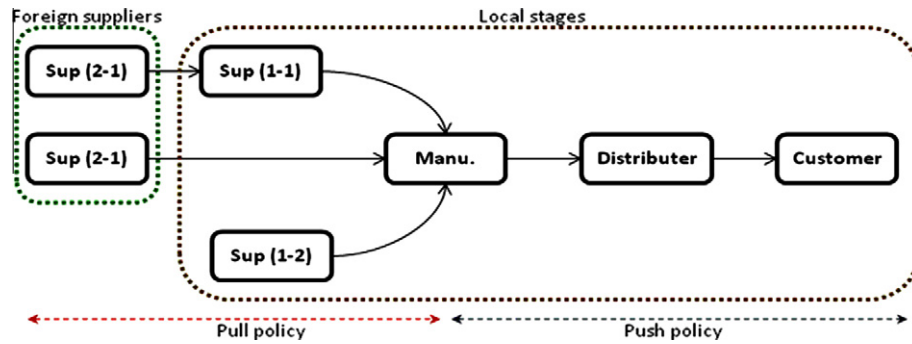 Foreign suppliers
Local stages
Sup (2-1)
Sup (1-1)
Sup (2-1)
Manu.
Distributer
Customer
Sup (1-2)
Pull policy
Push policy